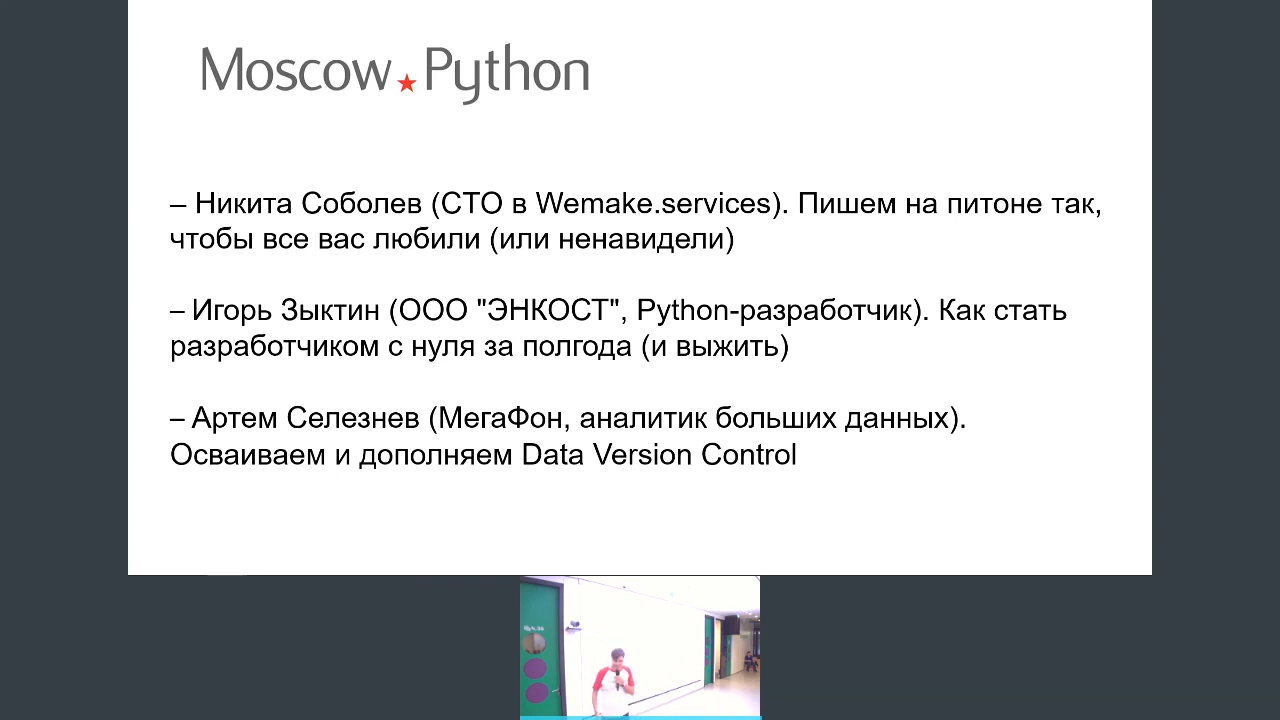 Moscow Python
– Никита Соболев (СТО в Wemake.services). Пишем на питоне так,
чтобы все вас любили (или ненавидели)
– Игорь Зыктин (ООО "ЭНКОСТ", Python-разработчик). Как стать
разработчиком с нуля за полгода (и выжить)
– Артем Селезнев (МегаФон, аналитик больших данных).
Осваиваем и дополняем Data Version Control